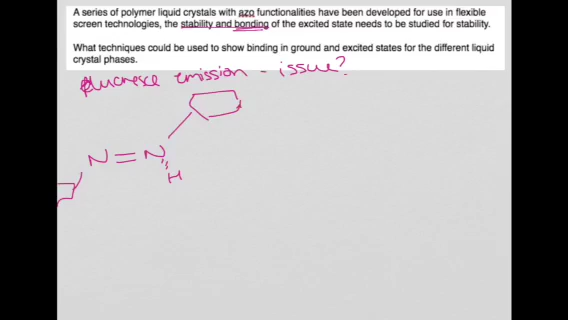 A series of polymer liquid crystals with azo functionalities have been developed for use in flexible
screen technologies, the stability and bonding of the excited state needs to be studied for stability.
What techniques could be used to show binding in ground and excited states for the different liquid
crystal phases.
fluoresce emission - issue?
N = N
H